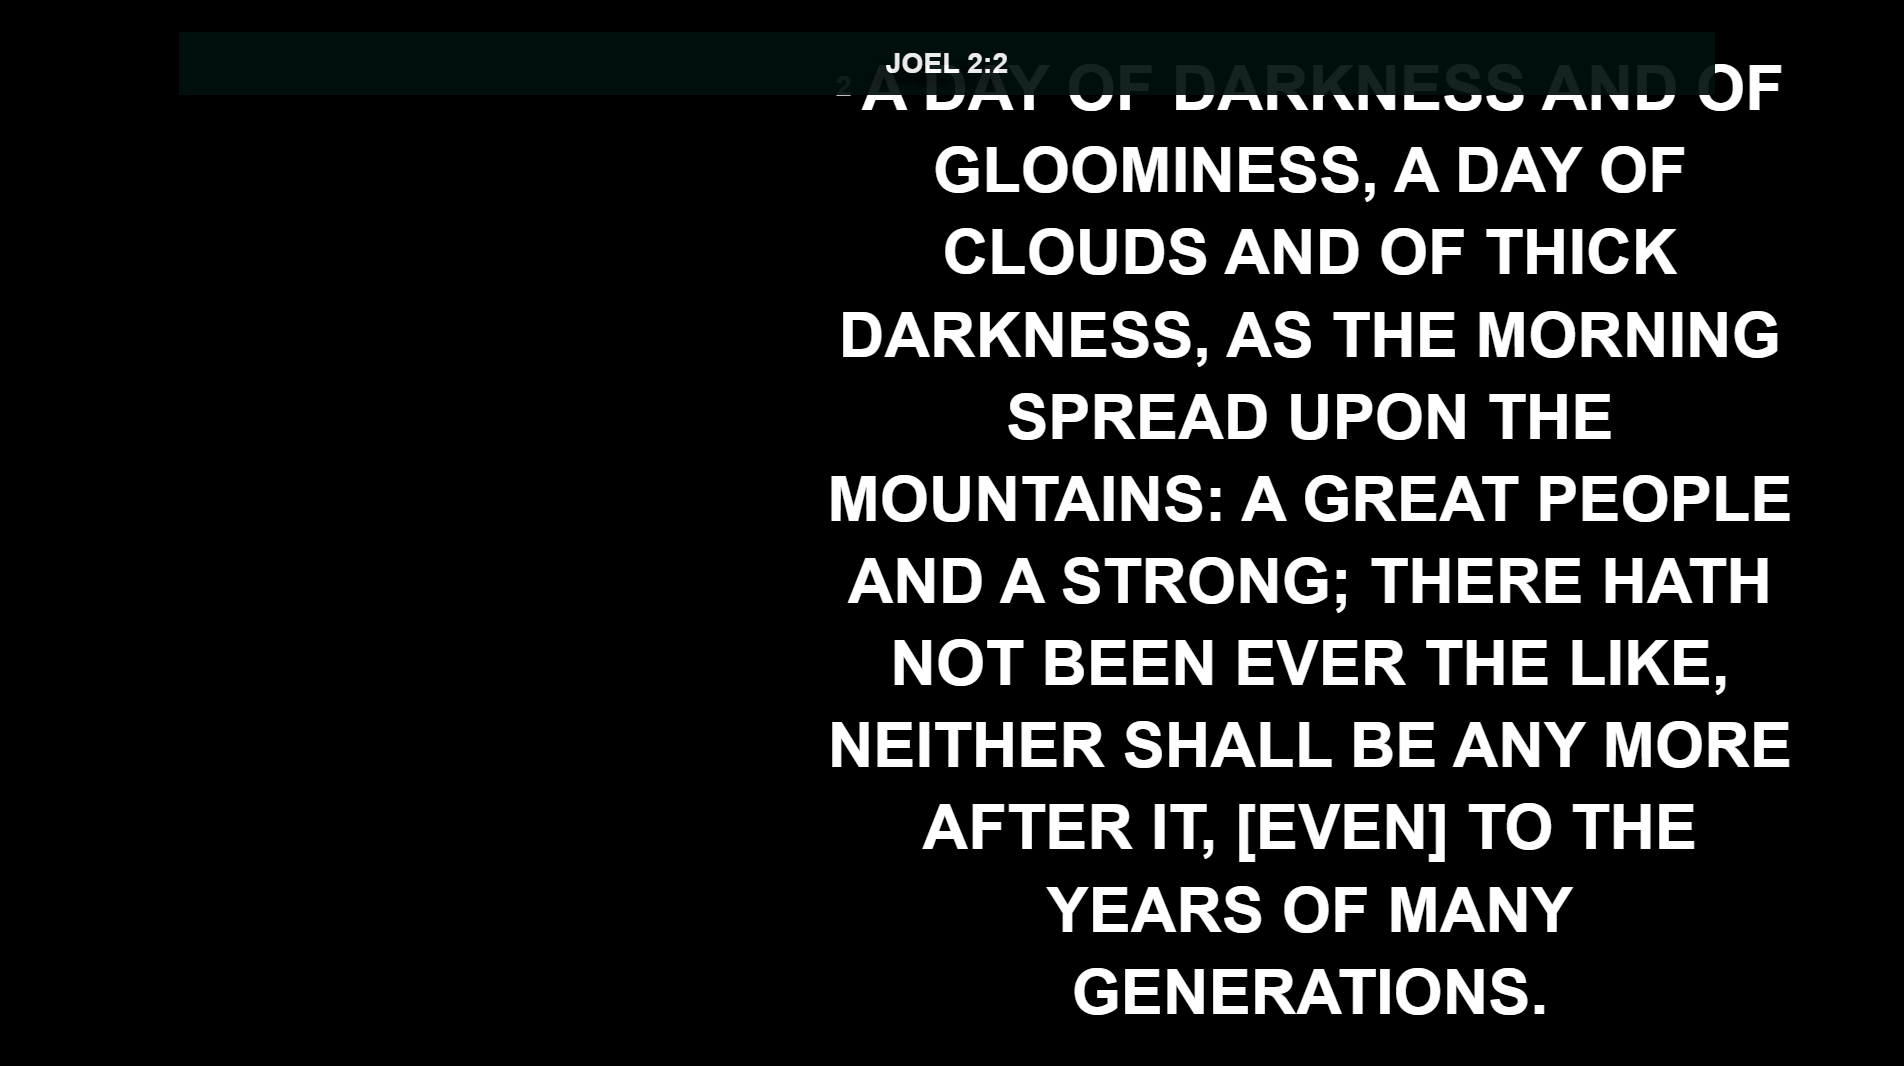 JOEL 2:2
2 A DAY OF DARKNESS AND OF
GLOOMINESS, A DAY OF
CLOUDS AND OF THICK
DARKNESS, AS THE MORNING
SPREAD UPON THE
MOUNTAINS: A GREAT PEOPLE
AND A STRONG; THERE HATH
NOT BEEN EVER THE LIKE,
NEITHER SHALL BE ANY MORE
AFTER IT, [EVEN] TO THE
YEARS OF MANY
GENERATIONS.